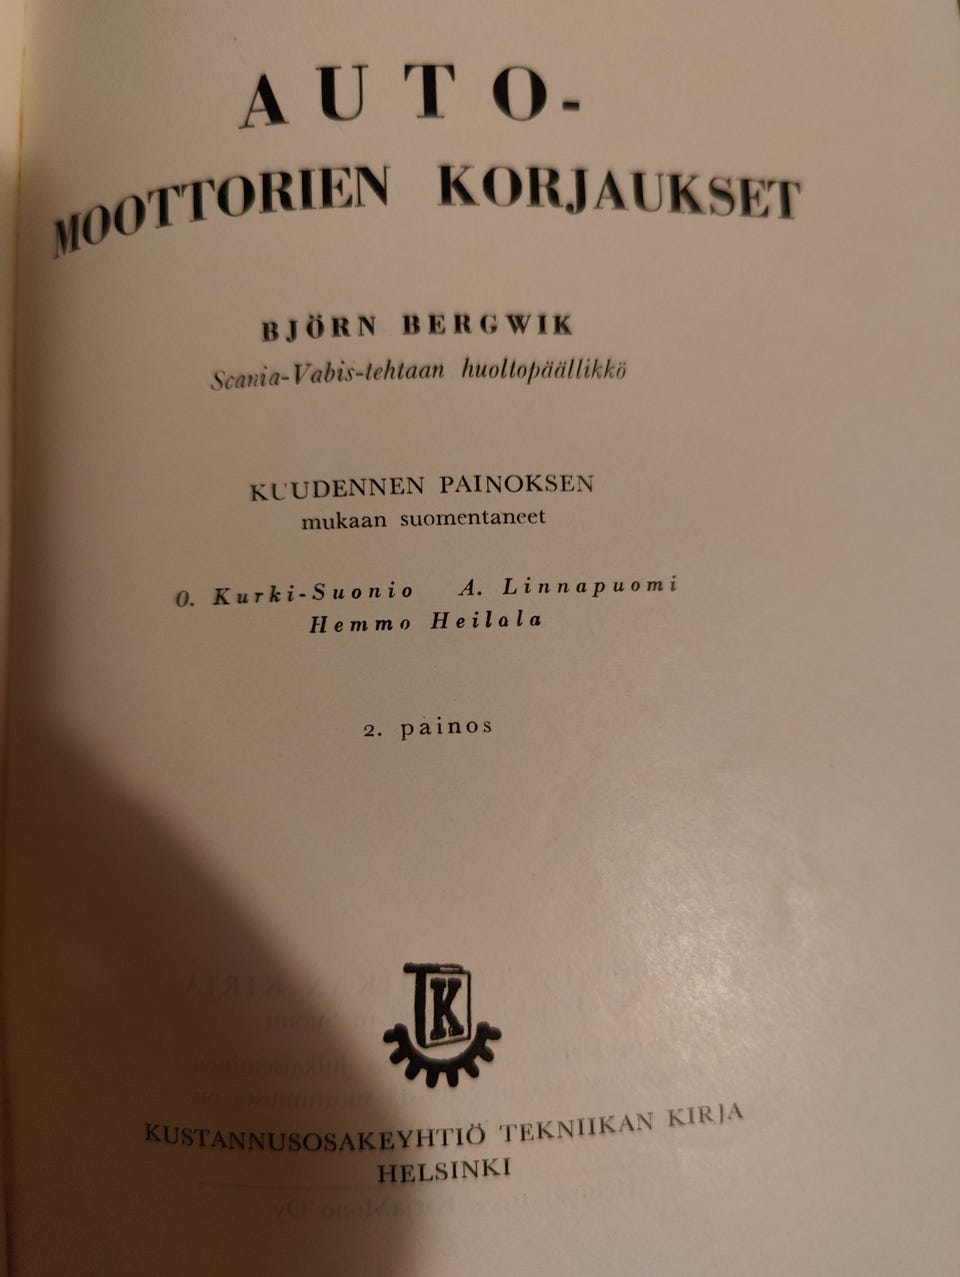 AUTO-
MOOTTORIEN KORJAUKSET
BJÖRN BERGWIK
Scania-Vabis-tehtaan huoltopäällikkö
KUUDENNEN PAINOKSEN
mukaan suomentaneet
O. Kurki-Suonio A. Linnapuomi
Hemmo Heilala
2. painos
TK
KUSTANNUSOSAKEYHTIÖ TEKNIIKAN KIRJA
HELSINKI